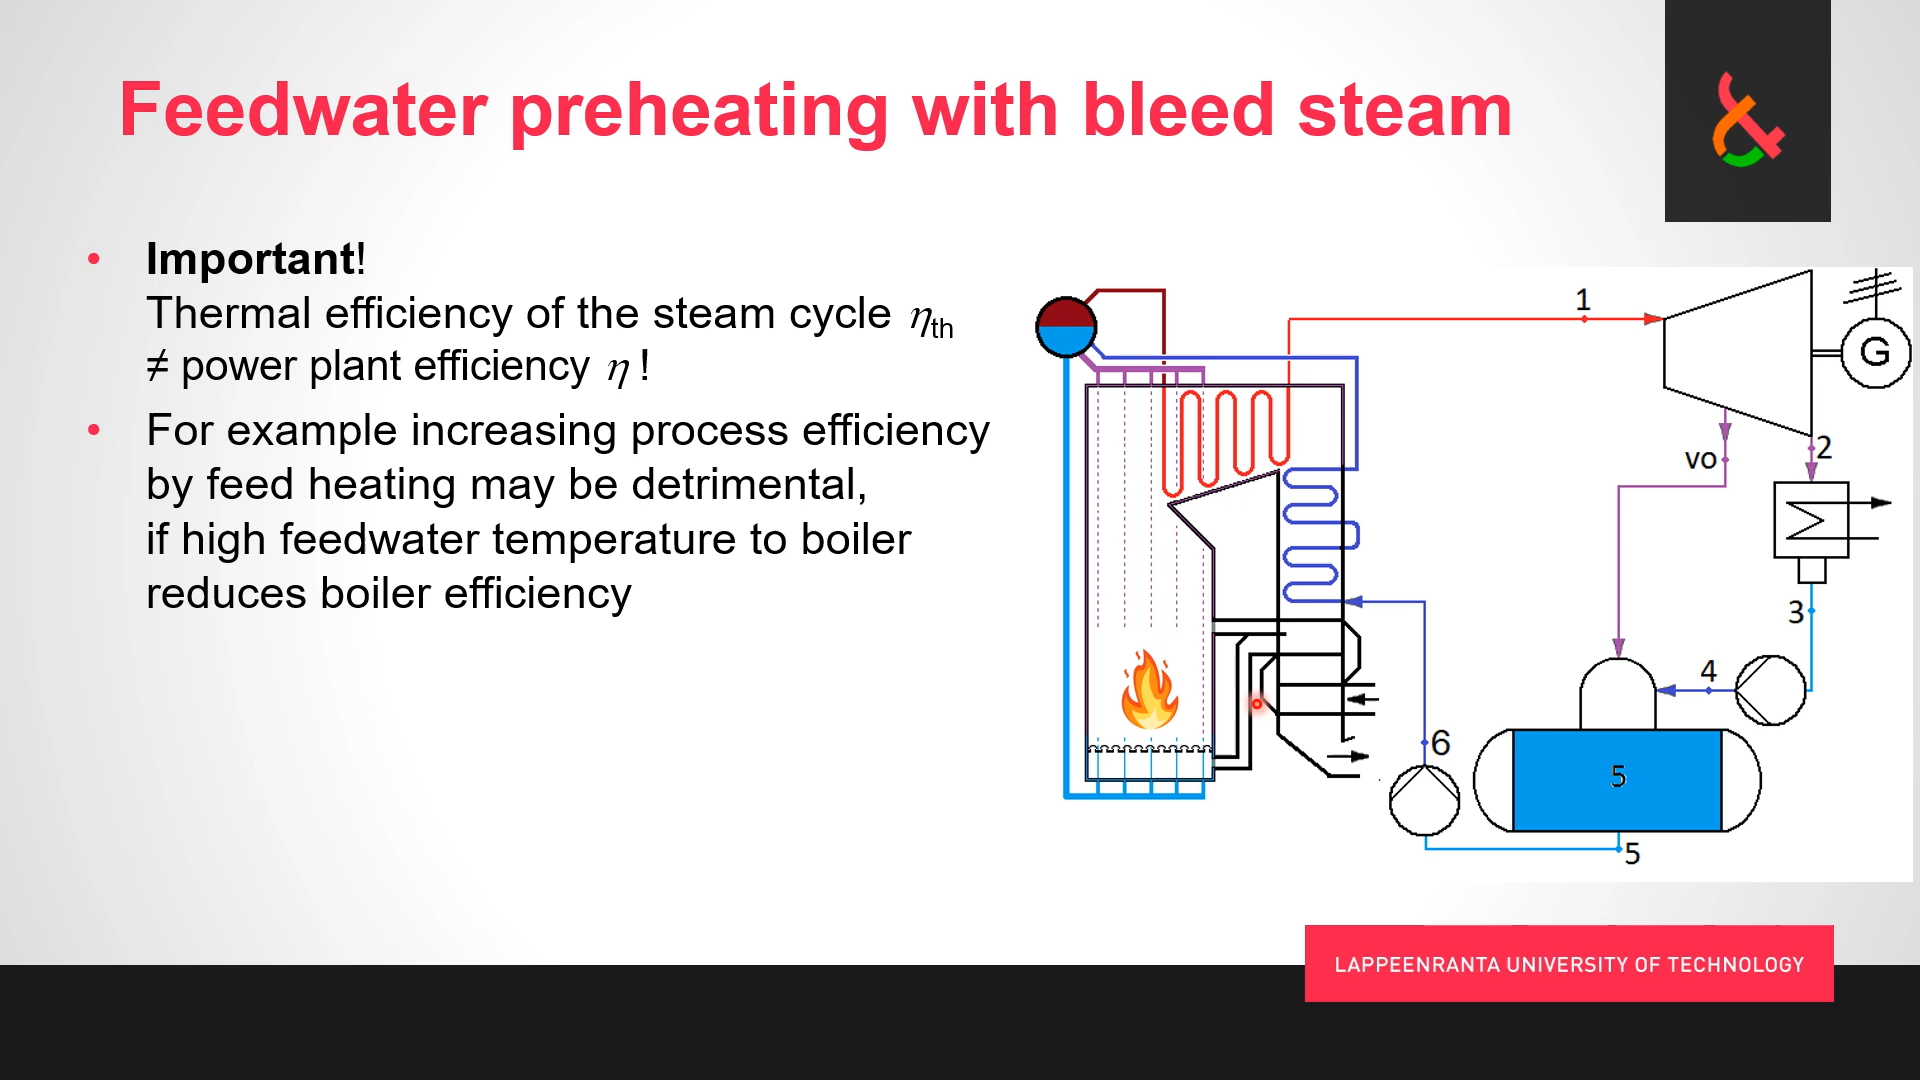 Feedwater preheating with bleed steam
• Important!
Thermal efficiency of the steam cycle ηth
≠ power plant efficiency η !
• For example increasing process efficiency
by feed heating may be detrimental,
if high feedwater temperature to boiler
reduces boiler efficiency
1
G
vo
2
3
4
6
5
5
LAPPEENRANTA UNIVERSITY OF TECHNOLOGY